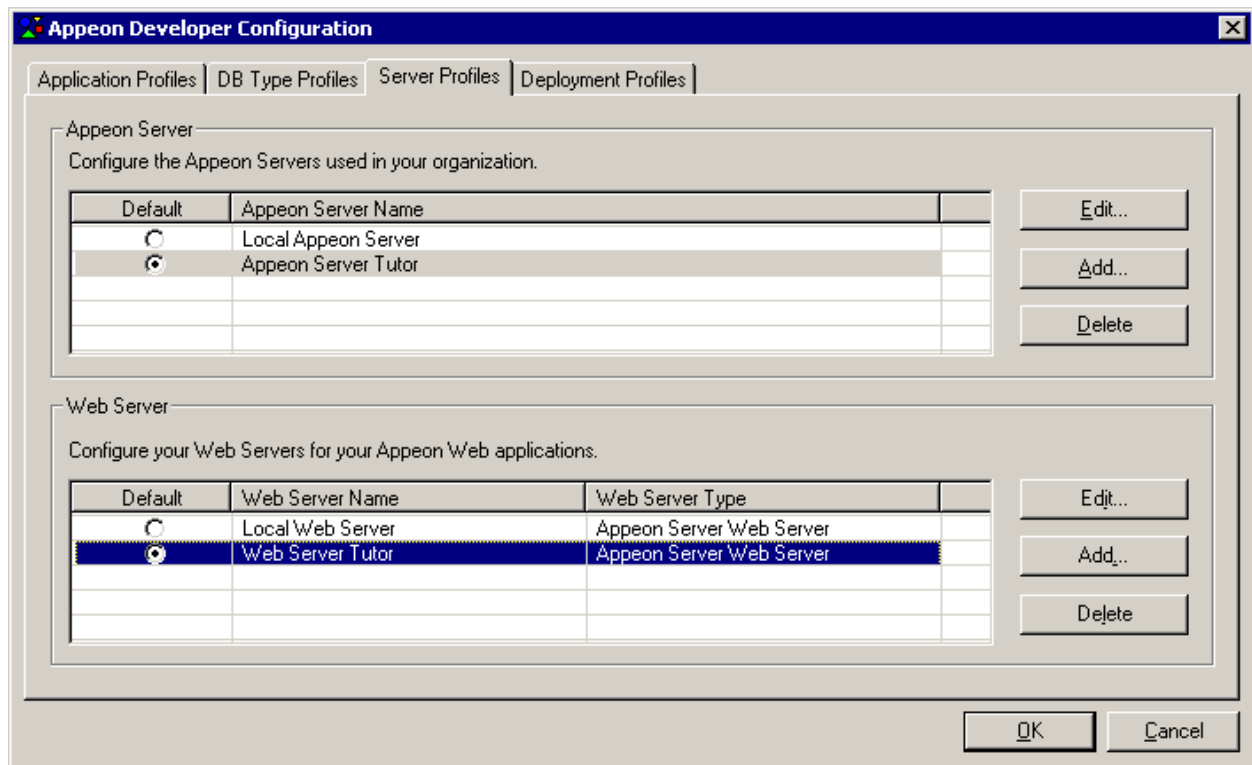 Appeon Developer Configuration
Application Profiles DB Type Profiles Server Profiles Deployment Profiles
Appeon Server
Configure the Appeon Servers used in your organization.
Default Appeon Server Name
Local Appeon Server
Appeon Server Tutor
Edit...
Add...
Delete
Web Server
Configure your Web Servers for your Appeon Web applications.
Default Web Server Name Web Server Type
Local Web Server Appeon Server Web Server
Web Server Tutor Appeon Server Web Server
Edit...
Add...
Delete
OK Cancel